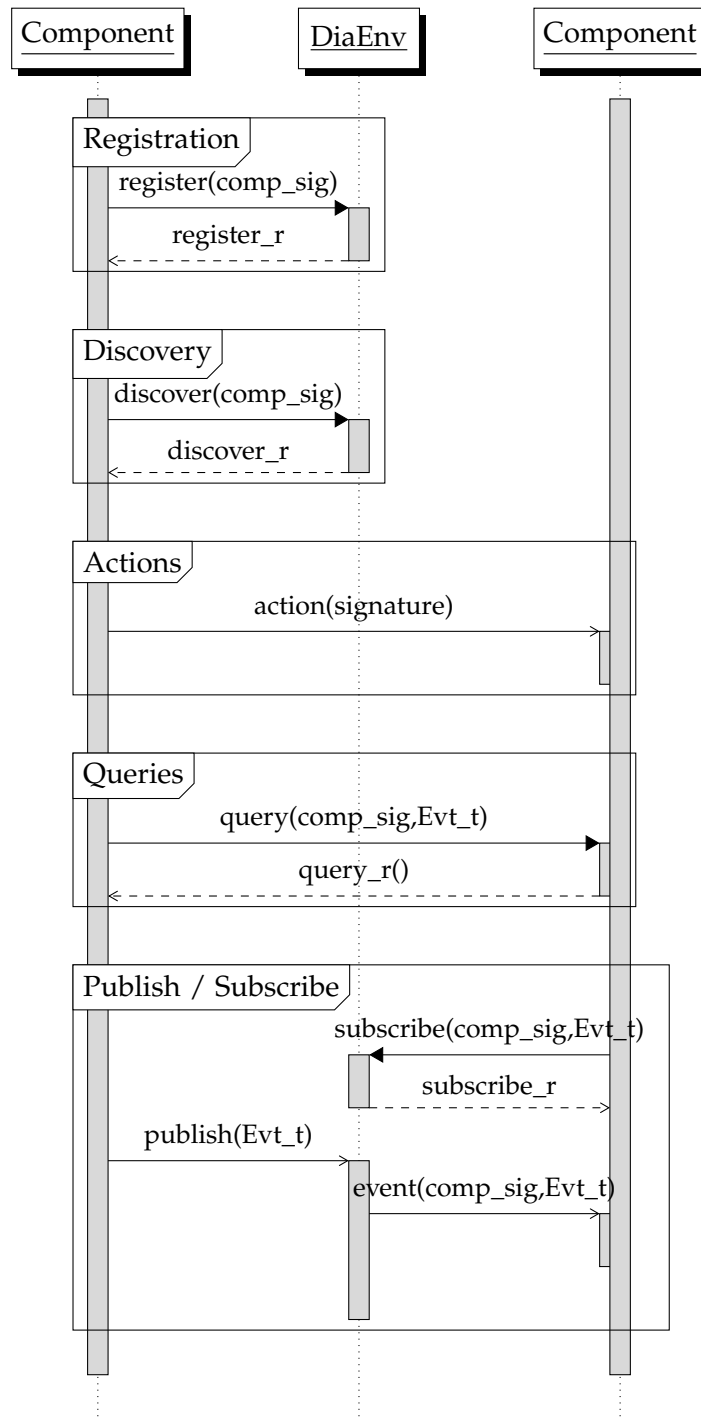 Component
DiaEnv
Component
Registration
register(comp_sig)
register_r
Discovery
discover(comp_sig)
discover_r
Actions
action(signature)
Queries
query(comp_sig,Evt_t)
query_r()
Publish / Subscribe
subscribe(comp_sig,Evt_t)
subscribe_r
publish(Evt_t)
event(comp_sig,Evt_t)